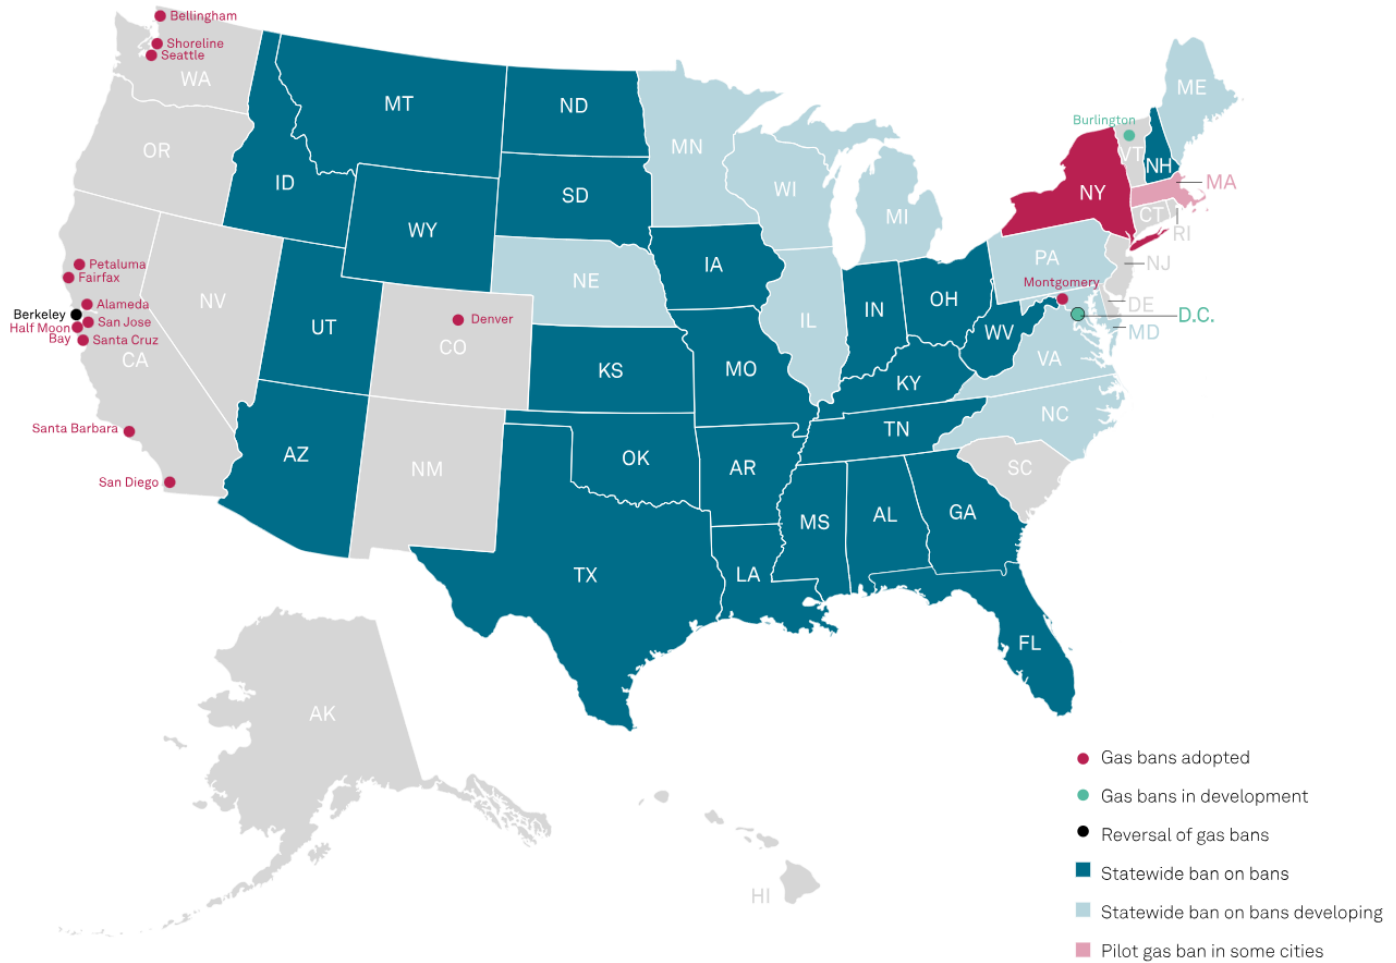 Bellingham
Shoreline
Seattle
WA
OR
MT
ID
WY
ND
SD
MN
WI
MI
ME
Burlington
VT
NH
NY
MA
CT
RI
PA
NJ
Montgomery
DE
D.C.
MD
Petaluma
Fairfax
Alameda
Berkeley
San Jose
Half Moon
Bay
Santa Cruz
CA
NV
UT
CO
Denver
NE
IA
IL
IN
OH
WV
VA
KS
MO
KY
NC
TN
Santa Barbara
San Diego
AZ
NM
OK
AR
SC
MS
AL
GA
TX
LA
FL
AK
HI
Gas bans adopted
Gas bans in development
Reversal of gas bans
Statewide ban on bans
Statewide ban on bans developing
Pilot gas ban in some cities